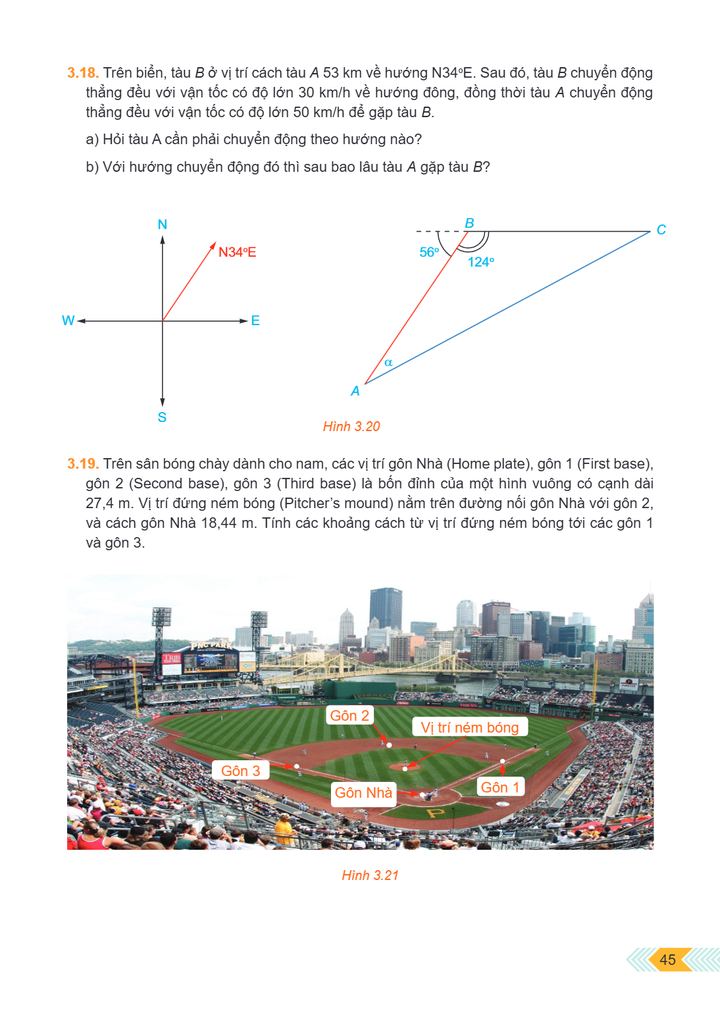 3.18. Trên biển, tàu B ở vị trí cách tàu A 53 km về hướng N34ºE. Sau đó, tàu B chuyển động
thẳng đều với vận tốc có độ lớn 30 km/h về hướng đông, đồng thời tàu A chuyển động
thẳng đều với vận tốc có độ lớn 50 km/h để gặp tàu B.
a) Hỏi tàu A cần phải chuyển động theo hướng nào?
b) Với hướng chuyển động đó thì sau bao lâu tàu A gặp tàu B?
N
N34ºE
W
E
S
B
C
56º
124º
α
A
Hình 3.20
3.19. Trên sân bóng chày dành cho nam, các vị trí gôn Nhà (Home plate), gôn 1 (First base),
gôn 2 (Second base), gôn 3 (Third base) là bốn đỉnh của một hình vuông có cạnh dài
27,4 m. Vị trí đứng ném bóng (Pitcher’s mound) nằm trên đường nối gôn Nhà với gôn 2,
và cách gôn Nhà 18,44 m. Tính các khoảng cách từ vị trí đứng ném bóng tới các gôn 1
và gôn 3.
PNC PARK
Gôn 2
Vị trí ném bóng
Gôn 3
Gôn Nhà
Gôn 1
P
Hình 3.21
45